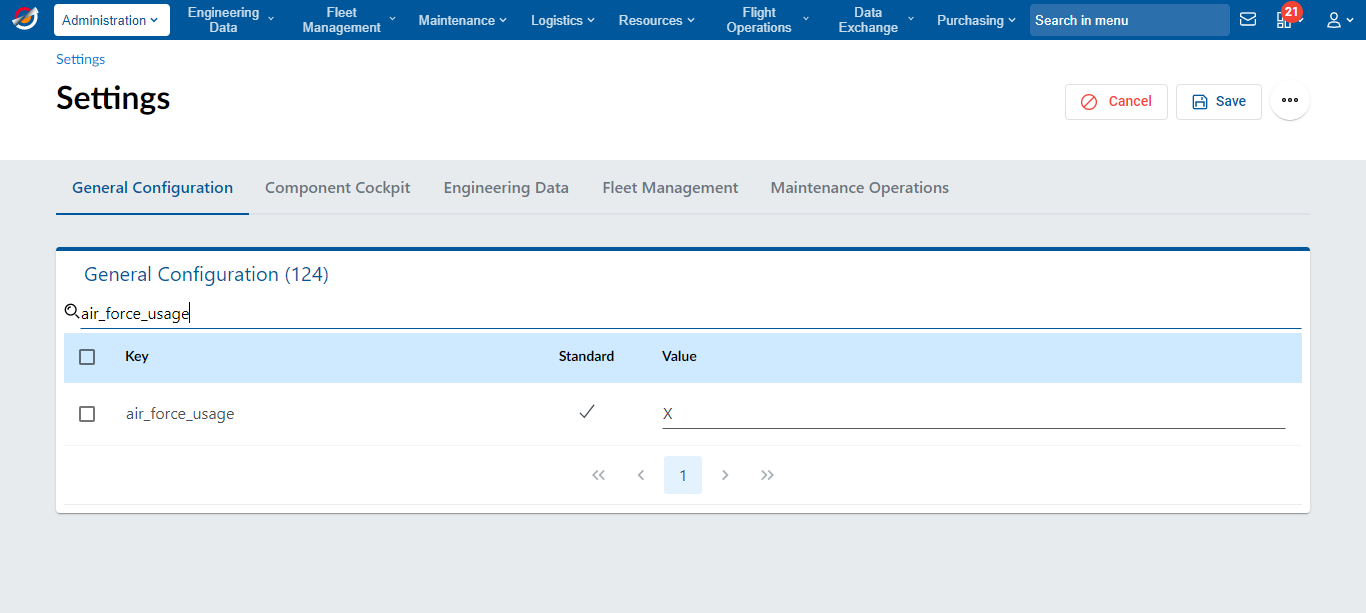 Administration
Engineering
Data
Fleet
Management
Maintenance
Logistics
Resources
Flight
Operations
Data
Exchange
Purchasing
Search in menu
21
Settings
Settings
Cancel
Save
General Configuration
Component Cockpit
Engineering Data
Fleet Management
Maintenance Operations
General Configuration (124)
air_force_usage
Key Standard Value
air_force_usage X
1